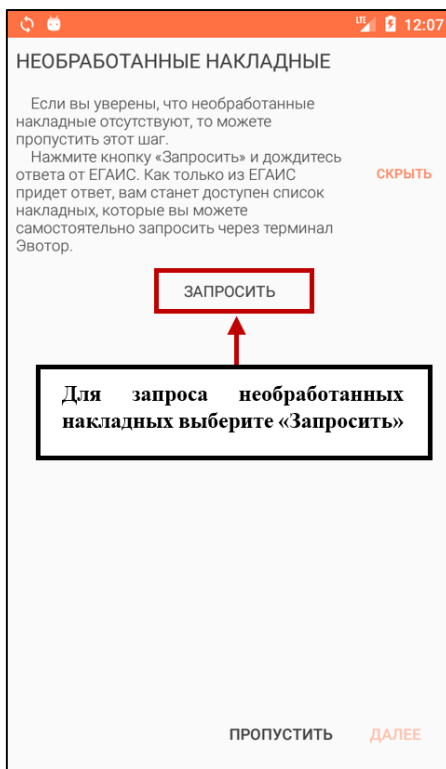 LTE 12:07
НЕОБРАБОТАННЫЕ НАКЛАДНЫЕ
Если вы уверены, что необработанные
накладные отсутствуют, то можете
пропустить этот шаг.
Нажмите кнопку «Запросить» и дождитесь
ответа от ЕГАИС. Как только из ЕГАИС
придет ответ, вам станет доступен список
накладных, которые вы можете
самостоятельно запросить через терминал
Эвотор.
СКРЫТЬ
ЗАПРОСИТЬ
Для запроса необработанных
накладных выберите «Запросить»
ПРОПУСТИТЬ ДАЛЕЕ